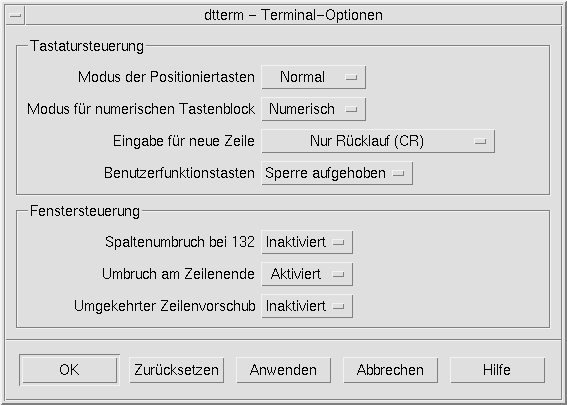 dtterm – Terminal–Optionen
Tastatursteuerung
Modus der Positioniertasten Normal
Modus für numerischen Tastenblock Numerisch
Eingabe für neue Zeile Nur Rücklauf (CR)
Benutzerfunktionstasten Sperre aufgehoben
Fenstersteuerung
Spaltenumbruch bei 132 Inaktiviert
Umbruch am Zeilenende Aktiviert
Umgekehrter Zeilenvorschub Inaktiviert
OK Zurücksetzen Anwenden Abbrechen Hilfe